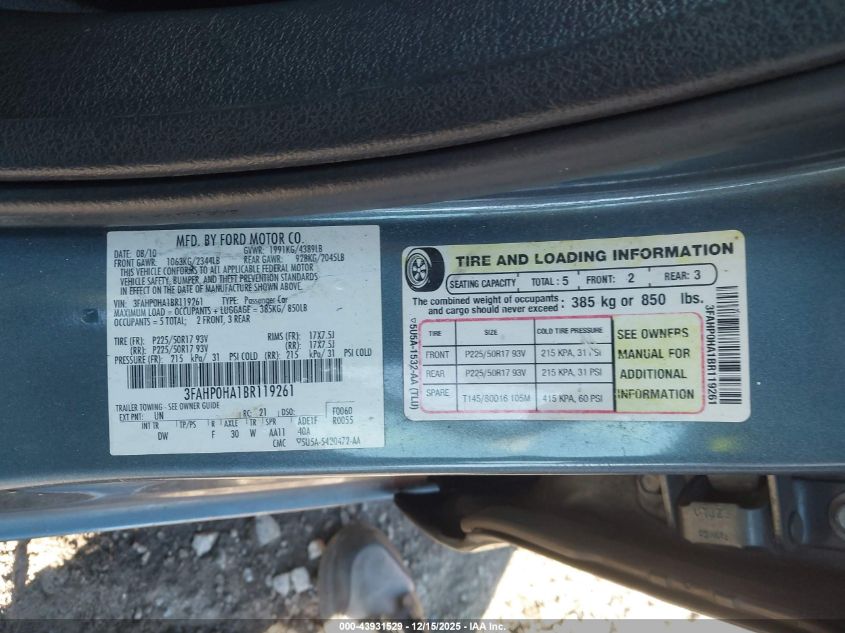 MFD. BY FORD MOTOR CO.
DATE: 08/10 GVWR: 1991KG/4389LB
FRONT GAWR: 1063KG/2344LB REAR GAWR: 928KG/2045LB
THIS VEHICLE CONFORMS TO ALL APPLICABLE FEDERAL MOTOR
VEHICLE SAFETY, BUMPER, AND THEFT PREVENTION STANDARDS
IN EFFECT ON THE DATE OF MANUFACTURE SHOWN ABOVE.
VIN: 3FAHP0HA1BR119261 TYPE: Passenger Car
MAXIMUM LOAD = OCCUPANTS + LUGGAGE = 385KG/850LB
OCCUPANTS = 5 TOTAL; 2 FRONT, 3 REAR
TIRE (FR): P225/50R17 93V RIMS (FR): 17X7.5J
(RR): P225/50R17 93V (RR): 17X7.5J
PRESSURE (FR): 215 kPa/ 31 PSI COLD (RR): 215 kPa/ 31 PSI COLD
3FAHP0HA1BR119261
TRAILER TOWING - SEE OWNER GUIDE
EXT PNT: UN RC: 21 DSO: F0060
INT TR TP/PS R AXLE TR SPR ADE1F R0055
DW F 30 W AA11 40A
CMC 5U5A-5420472-AA
TIRE AND LOADING INFORMATION
SEATING CAPACITY TOTAL: 5 FRONT: 2 REAR: 3
The combined weight of occupants and cargo should never exceed : 385 kg or 850 lbs.
TIRE SIZE COLD TIRE PRESSURE
FRONT P225/50R17 93V 215 KPA, 31 PSI
REAR P225/50R17 93V 215 KPA, 31 PSI
SPARE T145/80D16 105M 415 KPA, 60 PSI
SEE OWNERS
MANUAL FOR
ADDITIONAL
INFORMATION
5U5A-1532-AA (TLU)
3FAHP0HA1BR119261
000-43931529 - 12/15/2025 - IAA Inc.